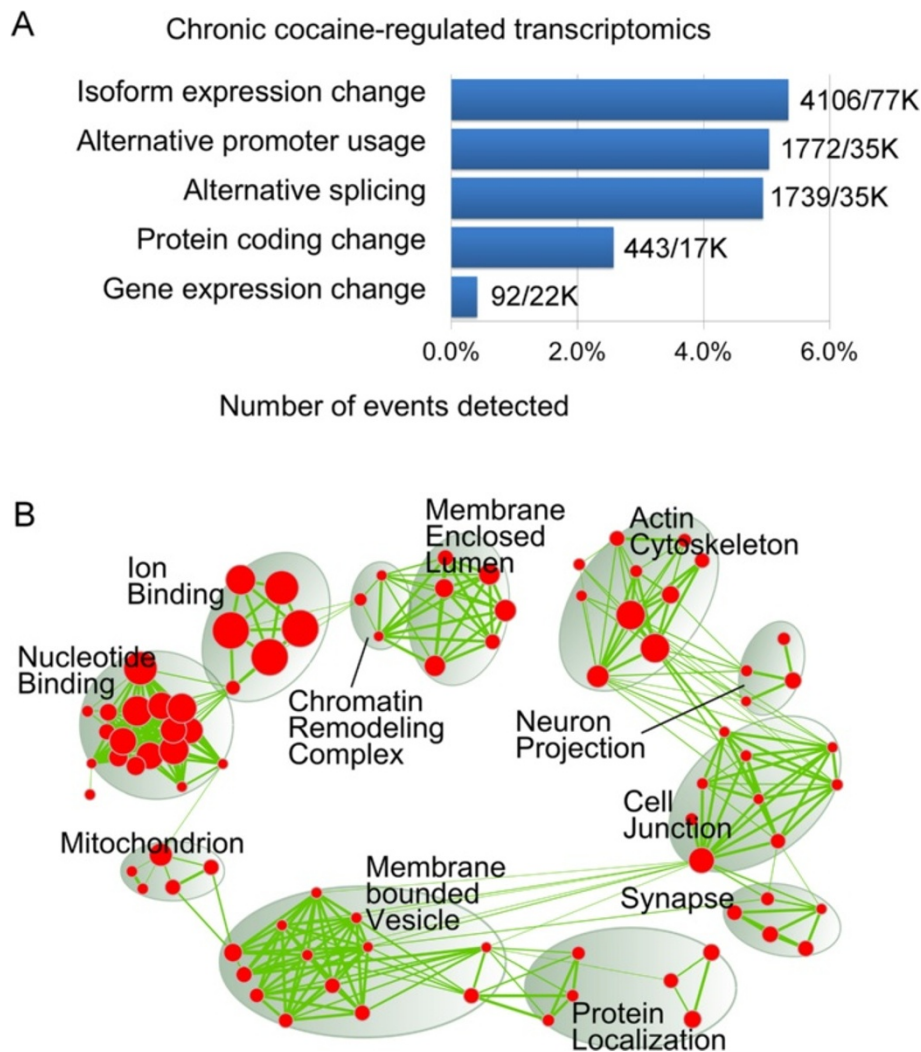 A
Chronic cocaine-regulated transcriptomics
Isoform expression change
4106/77K
Alternative promoter usage
1772/35K
Alternative splicing
1739/35K
Protein coding change
443/17K
Gene expression change
92/22K
0.0% 2.0% 4.0% 6.0%
Number of events detected
B
Ion
Binding
Nucleotide
Binding
Membrane
Enclosed
Lumen
Actin
Cytoskeleton
Chromatin
Remodeling
Complex
Neuron
Projection
Cell
Junction
Mitochondrion
Membrane
bounded
Vesicle
Synapse
Protein
Localization